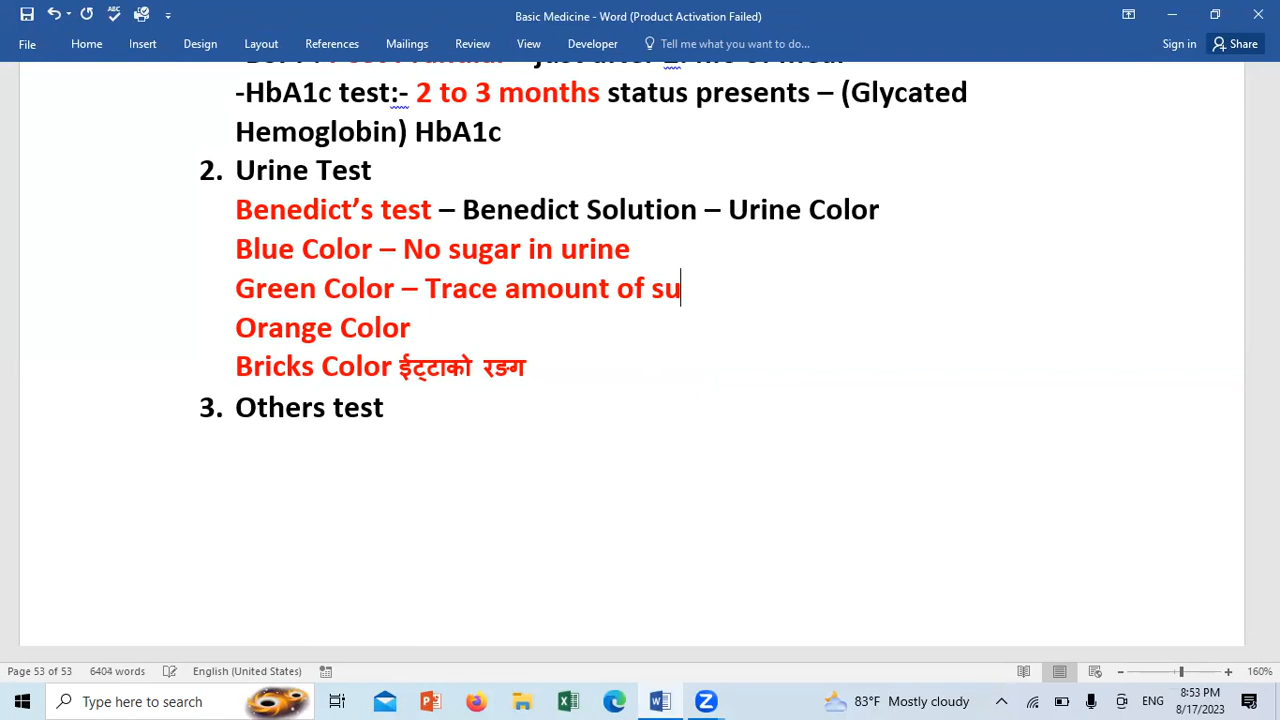 Basic Medicine - Word (Product Activation Failed)
File Home Insert Design Layout References Mailings Review View Developer Tell me what you want to do... Sign in Share
-HbA1c test:- 2 to 3 months status presents – (Glycated
Hemoglobin) HbA1c
2. Urine Test
Benedict’s test – Benedict Solution – Urine Color
Blue Color – No sugar in urine
Green Color – Trace amount of su
Orange Color
Bricks Color ईट्टाको रङग
3. Others test
Page 53 of 53 6404 words English (United States) 160%
Type here to search 83°F Mostly cloudy ENG 8:53 PM
8/17/2023